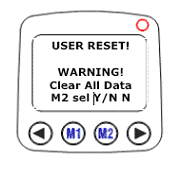 USER RESET!
WARNING!
Clear All Data
M2 sel Y/N N
M1 M2